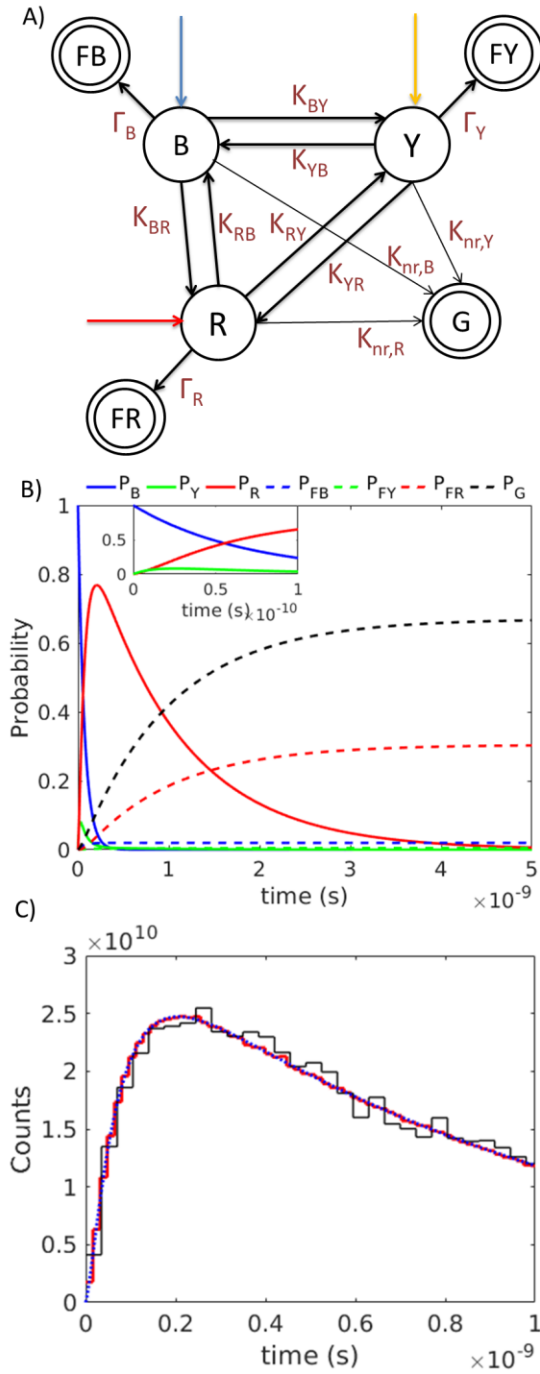 A)
FB
FY
Γ_B
K_BY
Γ_Y
B
Y
K_YB
K_BR
K_RB
K_RY
K_nr,B
K_nr,Y
K_YR
R
G
K_nr,R
Γ_R
FR
B)
P_B P_Y P_R P_FB P_FY P_FR P_G
1
0.8
0.6
0.4
0.2
0
Probability
0.5
0
0 0.5 1
time (s) ×10^-10
0 1 2 3 4 5
time (s)
×10^-9
C)
×10^10
3
2.5
2
1.5
1
0.5
0
Counts
0 0.2 0.4 0.6 0.8 1
time (s)
×10^-9